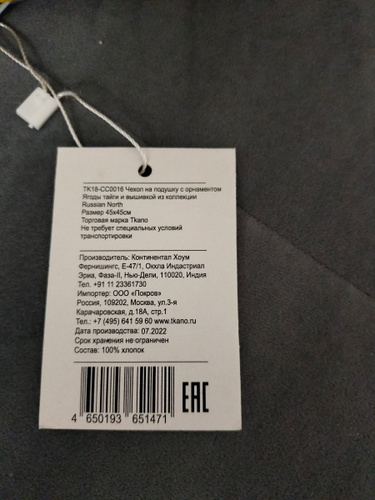 TK18-CC0016 Чехол на подушку с орнаментом
Ягоды тайги и вышивкой из коллекции
Russian North
Размер 45х45см
Торговая марка Tkano
Не требует специальных условий
транспортировки
Производитель: Континентал Хоум
Фернишингс, Е-47/1, Оккла Индастриал
Эриа, Фаза-II, Нью-Дели, 110020, Индия
Тел. +91 11 23361730
Импортер: ООО «Покров»
Россия, 109202, Москва, ул.3-я
Карачаровская, д.18А, стр.1
Тел.: +7 (495) 641 59 60 www.tkano.ru
Дата производства: 07.2022
Срок хранения не ограничен
Состав: 100% хлопок
4 650193 651471
EAC